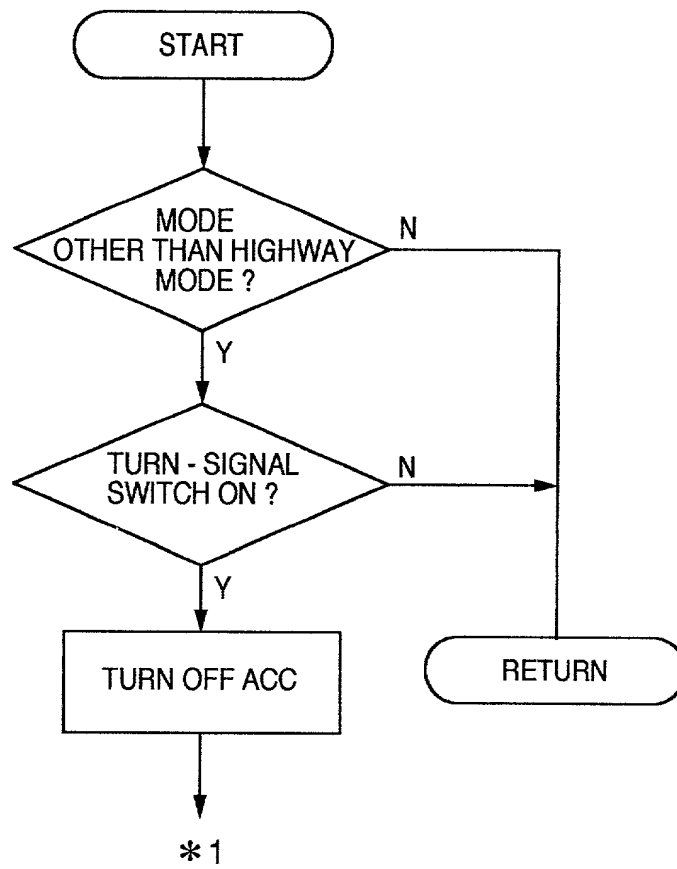 START
MODE
OTHER THAN HIGHWAY
MODE ?
N
Y
TURN - SIGNAL
SWITCH ON ?
N
Y
TURN OFF ACC
RETURN
*1